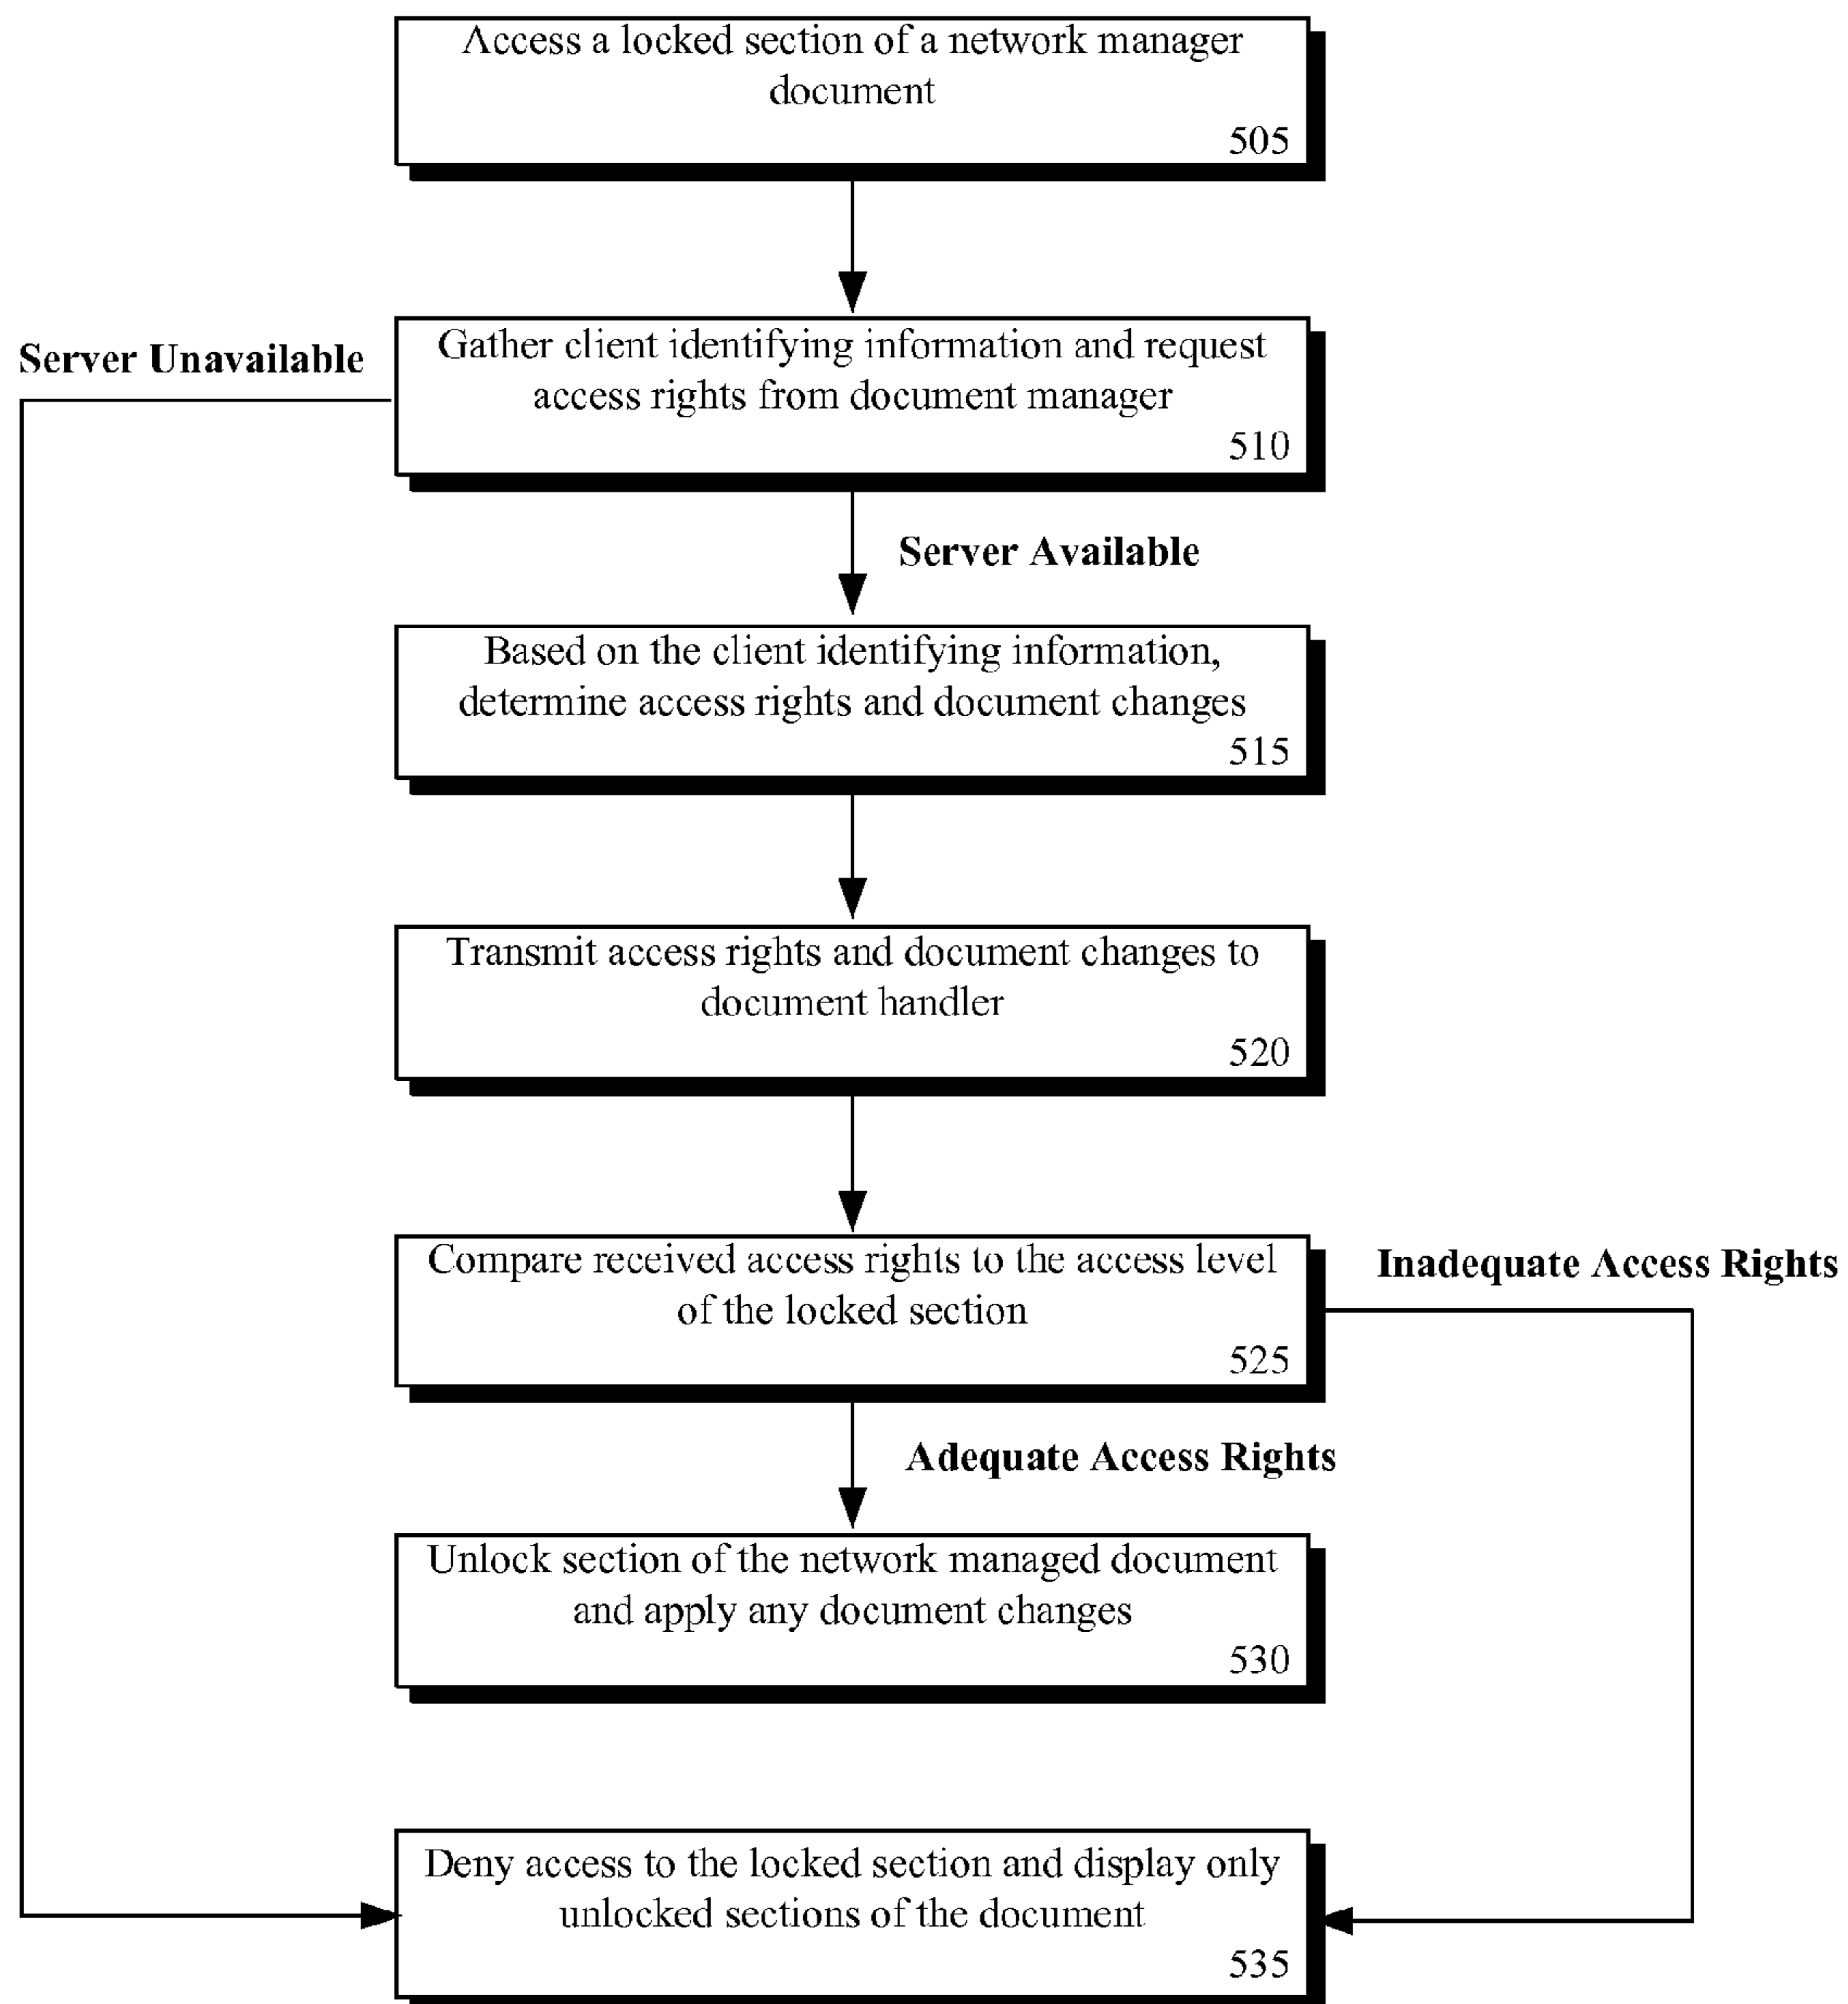 Access a locked section of a network manager
document
505
Server Unavailable
Gather client identifying information and request
access rights from document manager
510
Server Available
Based on the client identifying information,
determine access rights and document changes
515
Transmit access rights and document changes to
document handler
520
Compare received access rights to the access level
of the locked section
525
Inadequate Access Rights
Adequate Access Rights
Unlock section of the network managed document
and apply any document changes
530
Deny access to the locked section and display only
unlocked sections of the document
535